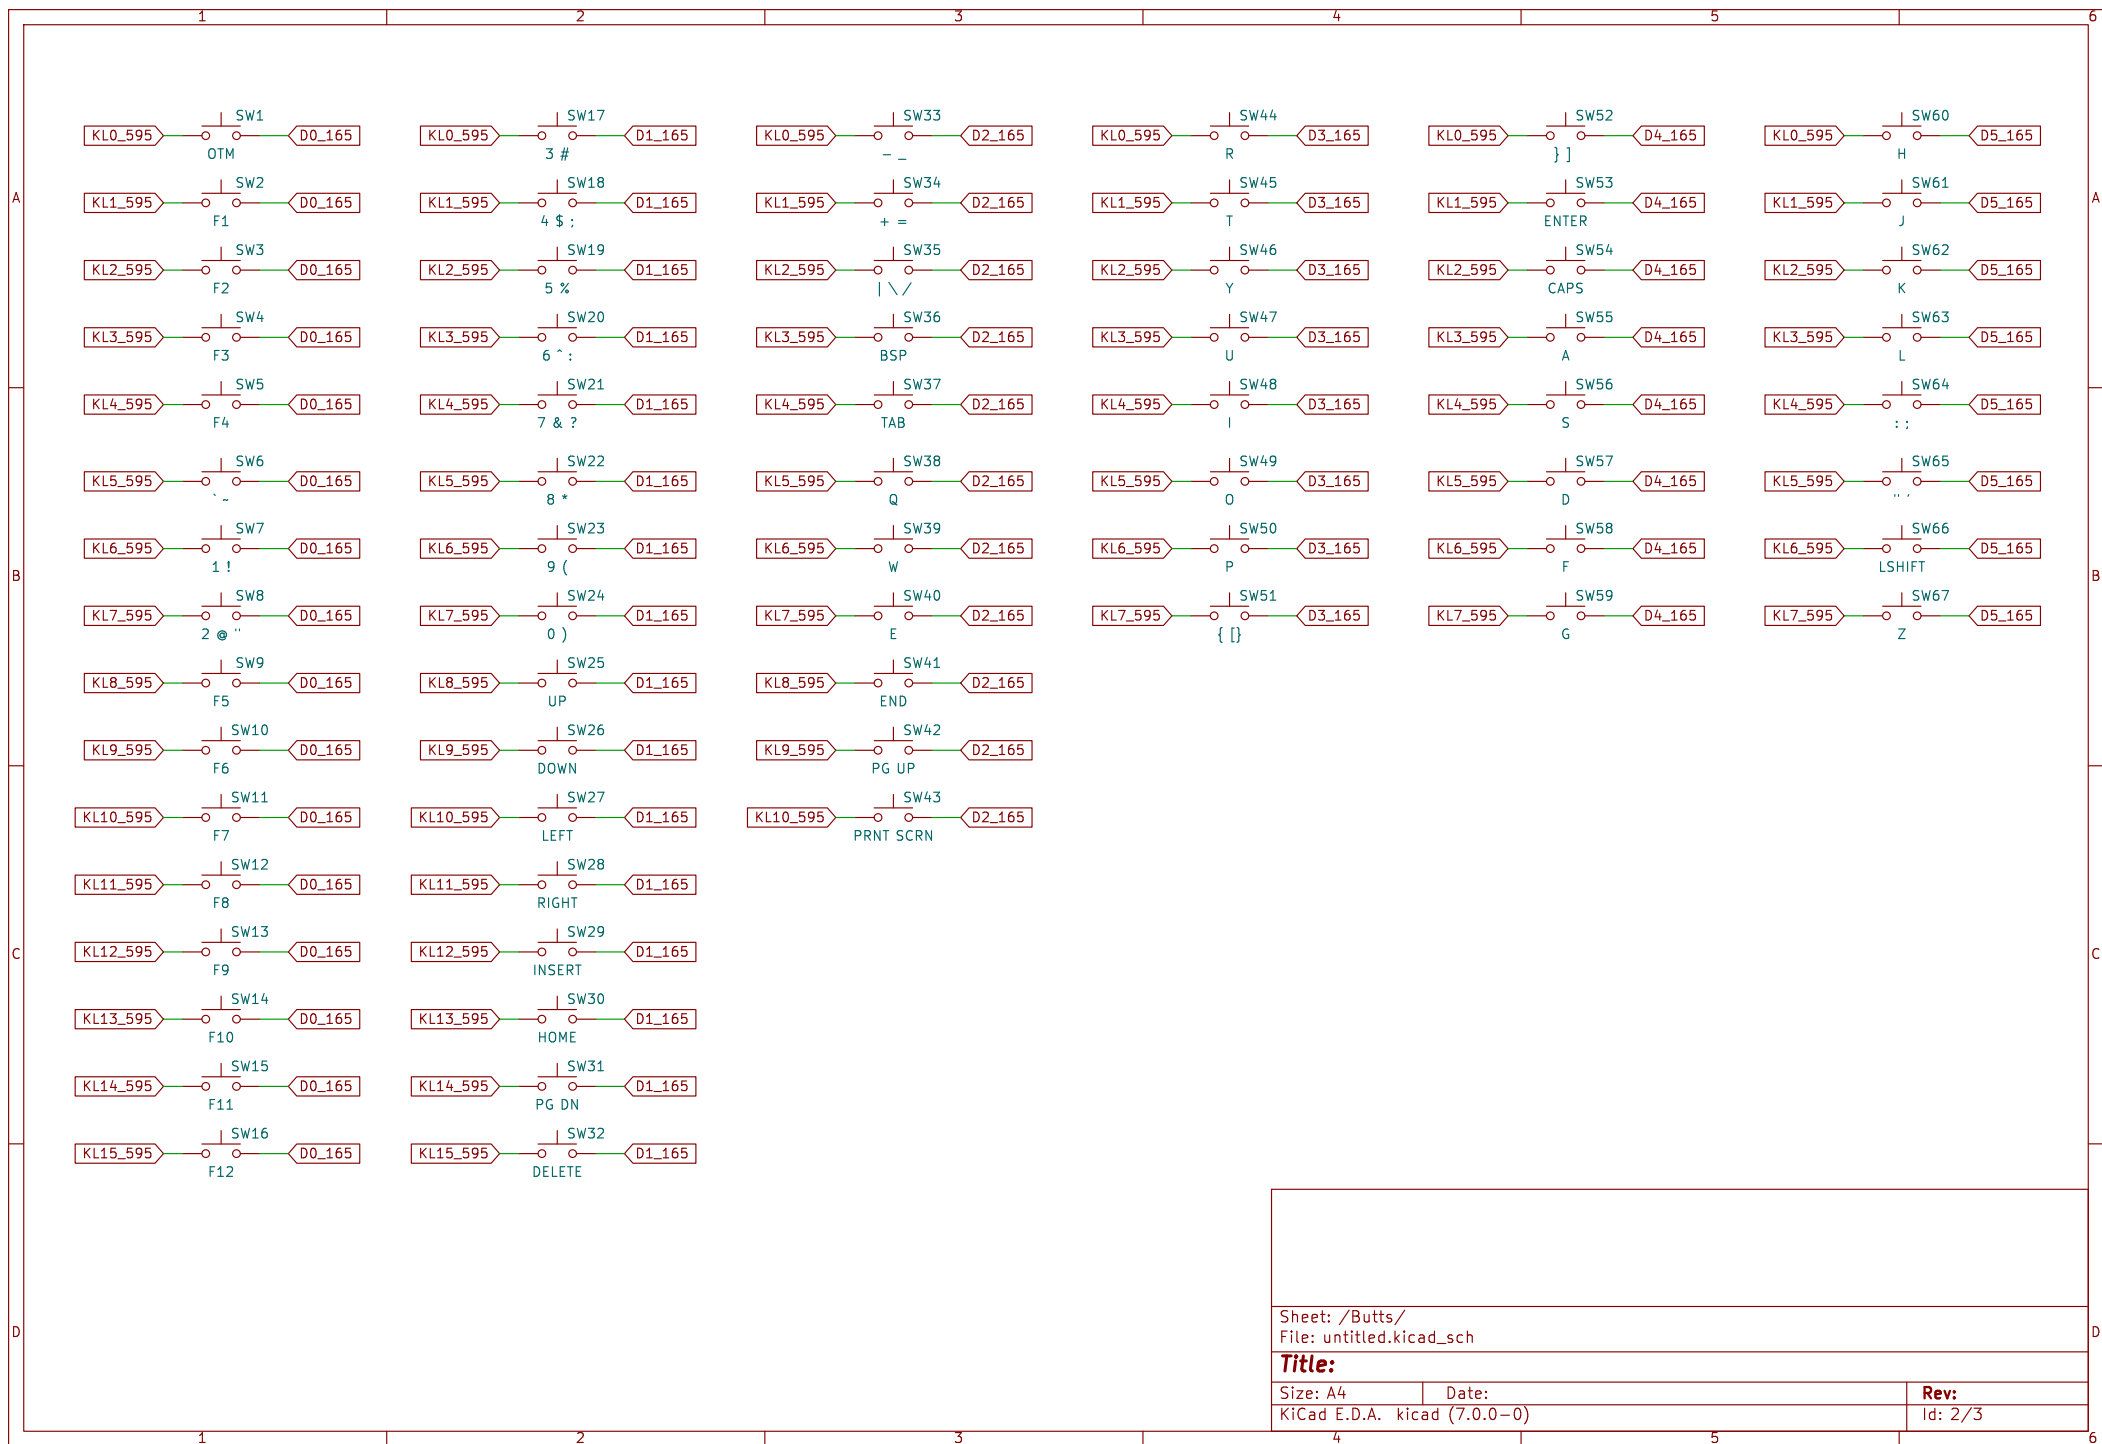 1 2 3 4 5 6
SW1 SW17 SW33 SW44 SW52 SW60
KL0_595 D0_165 KL0_595 D1_165 KL0_595 D2_165 KL0_595 D3_165 KL0_595 D4_165 KL0_595 D5_165
OTM 3 # - _ R } ] H
SW2 SW18 SW34 SW45 SW53 SW61
A A
KL1_595 D0_165 KL1_595 D1_165 KL1_595 D2_165 KL1_595 D3_165 KL1_595 D4_165 KL1_595 D5_165
F1 4 $ ; + = T ENTER J
SW3 SW19 SW35 SW46 SW54 SW62
KL2_595 D0_165 KL2_595 D1_165 KL2_595 D2_165 KL2_595 D3_165 KL2_595 D4_165 KL2_595 D5_165
F2 5 % | \ / Y CAPS K
SW4 SW20 SW36 SW47 SW55 SW63
KL3_595 D0_165 KL3_595 D1_165 KL3_595 D2_165 KL3_595 D3_165 KL3_595 D4_165 KL3_595 D5_165
F3 6 ^ : BSP U A L
SW5 SW21 SW37 SW48 SW56 SW64
KL4_595 D0_165 KL4_595 D1_165 KL4_595 D2_165 KL4_595 D3_165 KL4_595 D4_165 KL4_595 D5_165
F4 7 & ? TAB I S : ;
SW6 SW22 SW38 SW49 SW57 SW65
KL5_595 D0_165 KL5_595 D1_165 KL5_595 D2_165 KL5_595 D3_165 KL5_595 D4_165 KL5_595 D5_165
` ~ 8 * Q O D " '
SW7 SW23 SW39 SW50 SW58 SW66
KL6_595 D0_165 KL6_595 D1_165 KL6_595 D2_165 KL6_595 D3_165 KL6_595 D4_165 KL6_595 D5_165
1 ! 9 ( W P F LSHIFT
B B
SW8 SW24 SW40 SW51 SW59 SW67
KL7_595 D0_165 KL7_595 D1_165 KL7_595 D2_165 KL7_595 D3_165 KL7_595 D4_165 KL7_595 D5_165
2 @ " 0 ) E { [} G Z
SW9 SW25 SW41
KL8_595 D0_165 KL8_595 D1_165 KL8_595 D2_165
F5 UP END
SW10 SW26 SW42
KL9_595 D0_165 KL9_595 D1_165 KL9_595 D2_165
F6 DOWN PG UP
SW11 SW27 SW43
KL10_595 D0_165 KL10_595 D1_165 KL10_595 D2_165
F7 LEFT PRNT SCRN
SW12 SW28
KL11_595 D0_165 KL11_595 D1_165
F8 RIGHT
SW13 SW29
KL12_595 D0_165 KL12_595 D1_165
C C
F9 INSERT
SW14 SW30
KL13_595 D0_165 KL13_595 D1_165
F10 HOME
SW15 SW31
KL14_595 D0_165 KL14_595 D1_165
F11 PG DN
SW16 SW32
KL15_595 D0_165 KL15_595 D1_165
F12 DELETE
Sheet: /Butts/
D D
File: untitled.kicad_sch
Title:
Size: A4 Date: Rev:
KiCad E.D.A. kicad (7.0.0-0) Id: 2/3
1 2 3 4 5 6